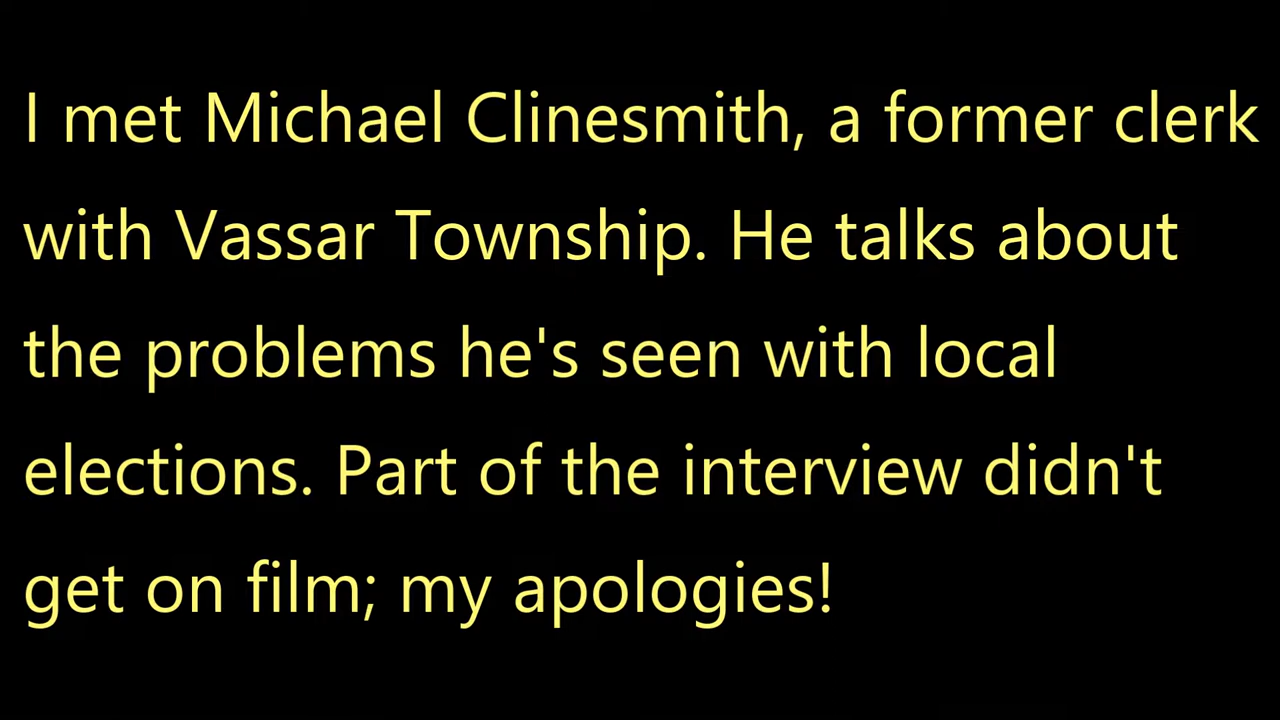 I met Michael Clinesmith, a former clerk
with Vassar Township. He talks about
the problems he's seen with local
elections. Part of the interview didn't
get on film; my apologies!